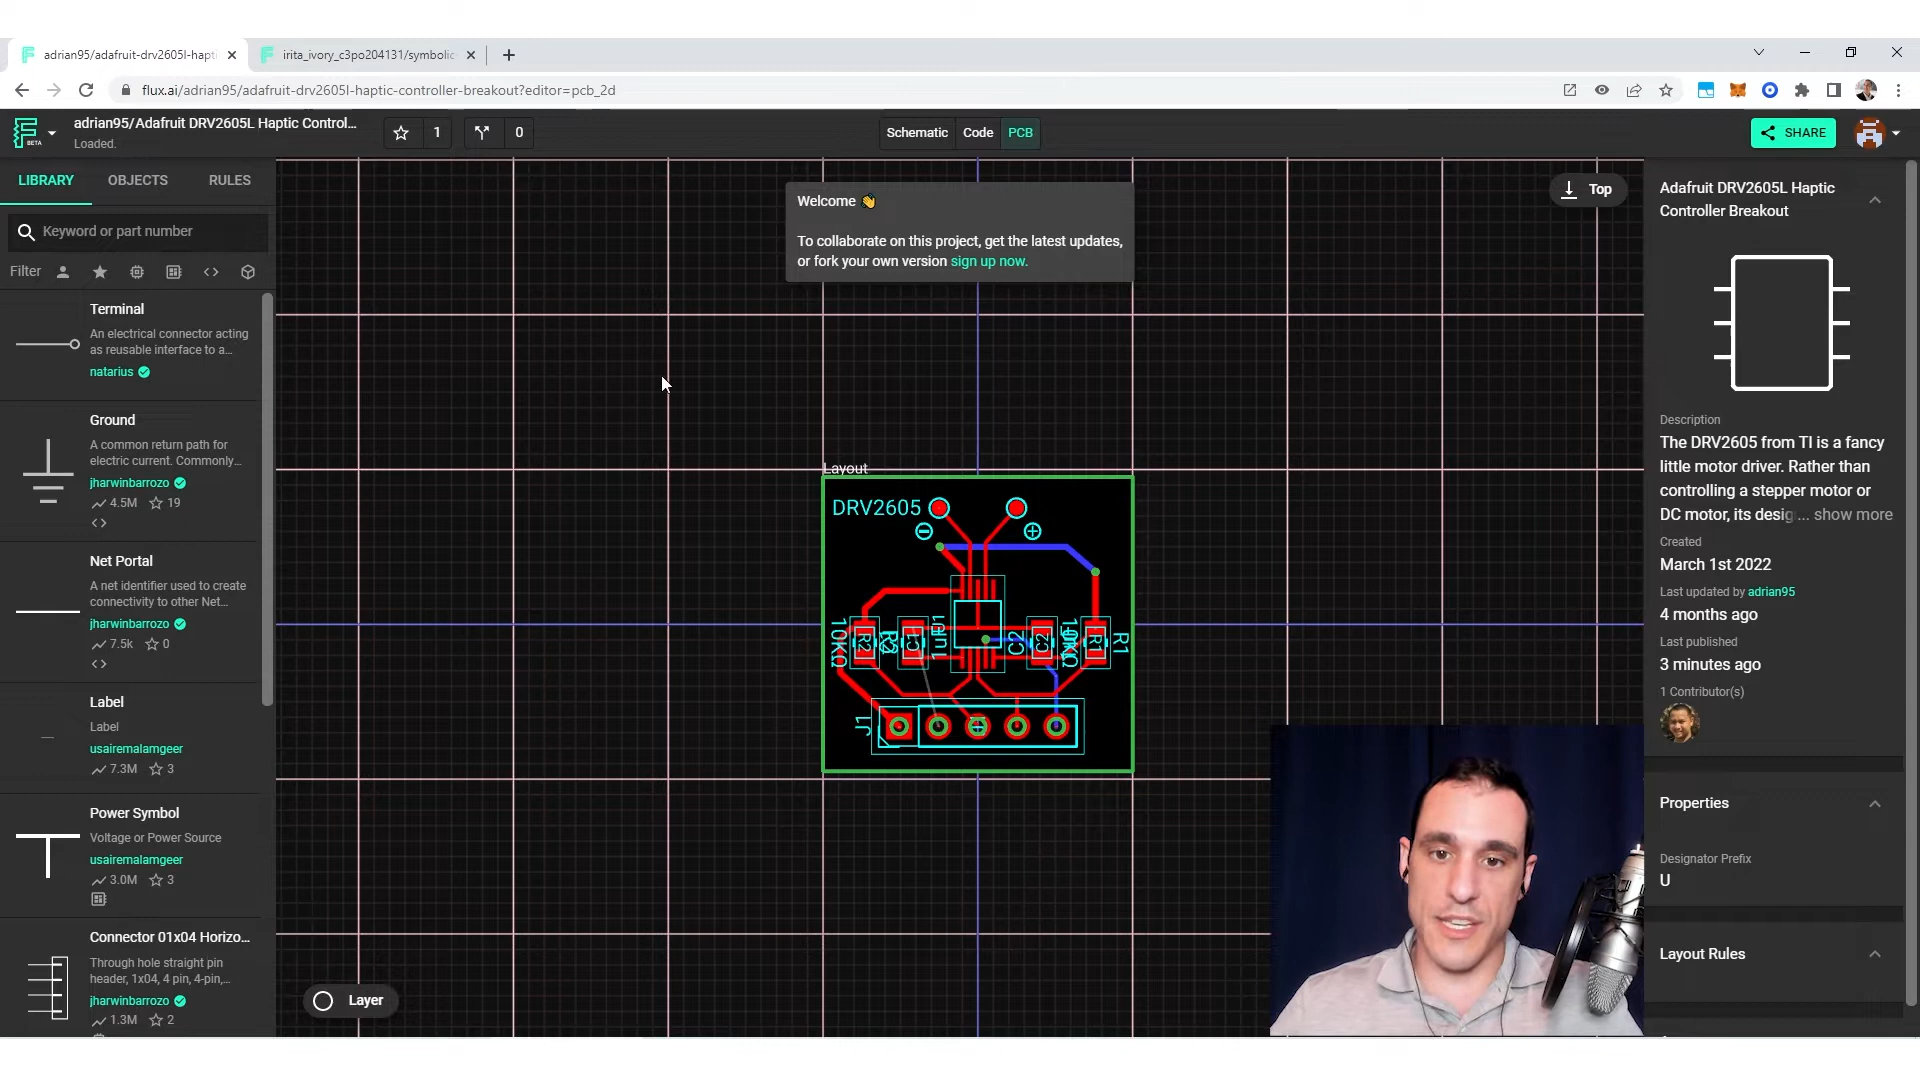 adrian95/adafruit-drv2605l-hapti
irita_ivory_c3po204131/symbolic-
flux.ai/adrian95/adafruit-drv2605l-haptic-controller-breakout?editor=pcb_2d
BETA
adrian95/Adafruit DRV2605L Haptic Control...
Loaded.
1
0
Schematic
Code
PCB
SHARE
LIBRARY
OBJECTS
RULES
Keyword or part number
Filter
Terminal
An electrical connector acting
as reusable interface to a...
natarius
Ground
A common return path for
electric current. Commonly...
jharwinbarrozo
4.5M
19
Net Portal
A net identifier used to create
connectivity to other Net...
jharwinbarrozo
7.5k
0
Label
Label
usairemalamgeer
7.3M
3
Power Symbol
Voltage or Power Source
usairemalamgeer
3.0M
3
Connector 01x04 Horizo...
Through hole straight pin
header, 1x04, 4 pin, 4-pin,...
jharwinbarrozo
1.3M
2
Welcome 👋
To collaborate on this project, get the latest updates,
or fork your own version sign up now.
Top
Layout
DRV2605
10KΩ
R2
C1
1uF
C2
C2
R1
R1
J1
Layer
Adafruit DRV2605L Haptic
Controller Breakout
Description
The DRV2605 from TI is a fancy
little motor driver. Rather than
controlling a stepper motor or
DC motor, its desig... show more
Created
March 1st 2022
Last updated by adrian95
4 months ago
Last published
3 minutes ago
1 Contributor(s)
Properties
Designator Prefix
U
Layout Rules